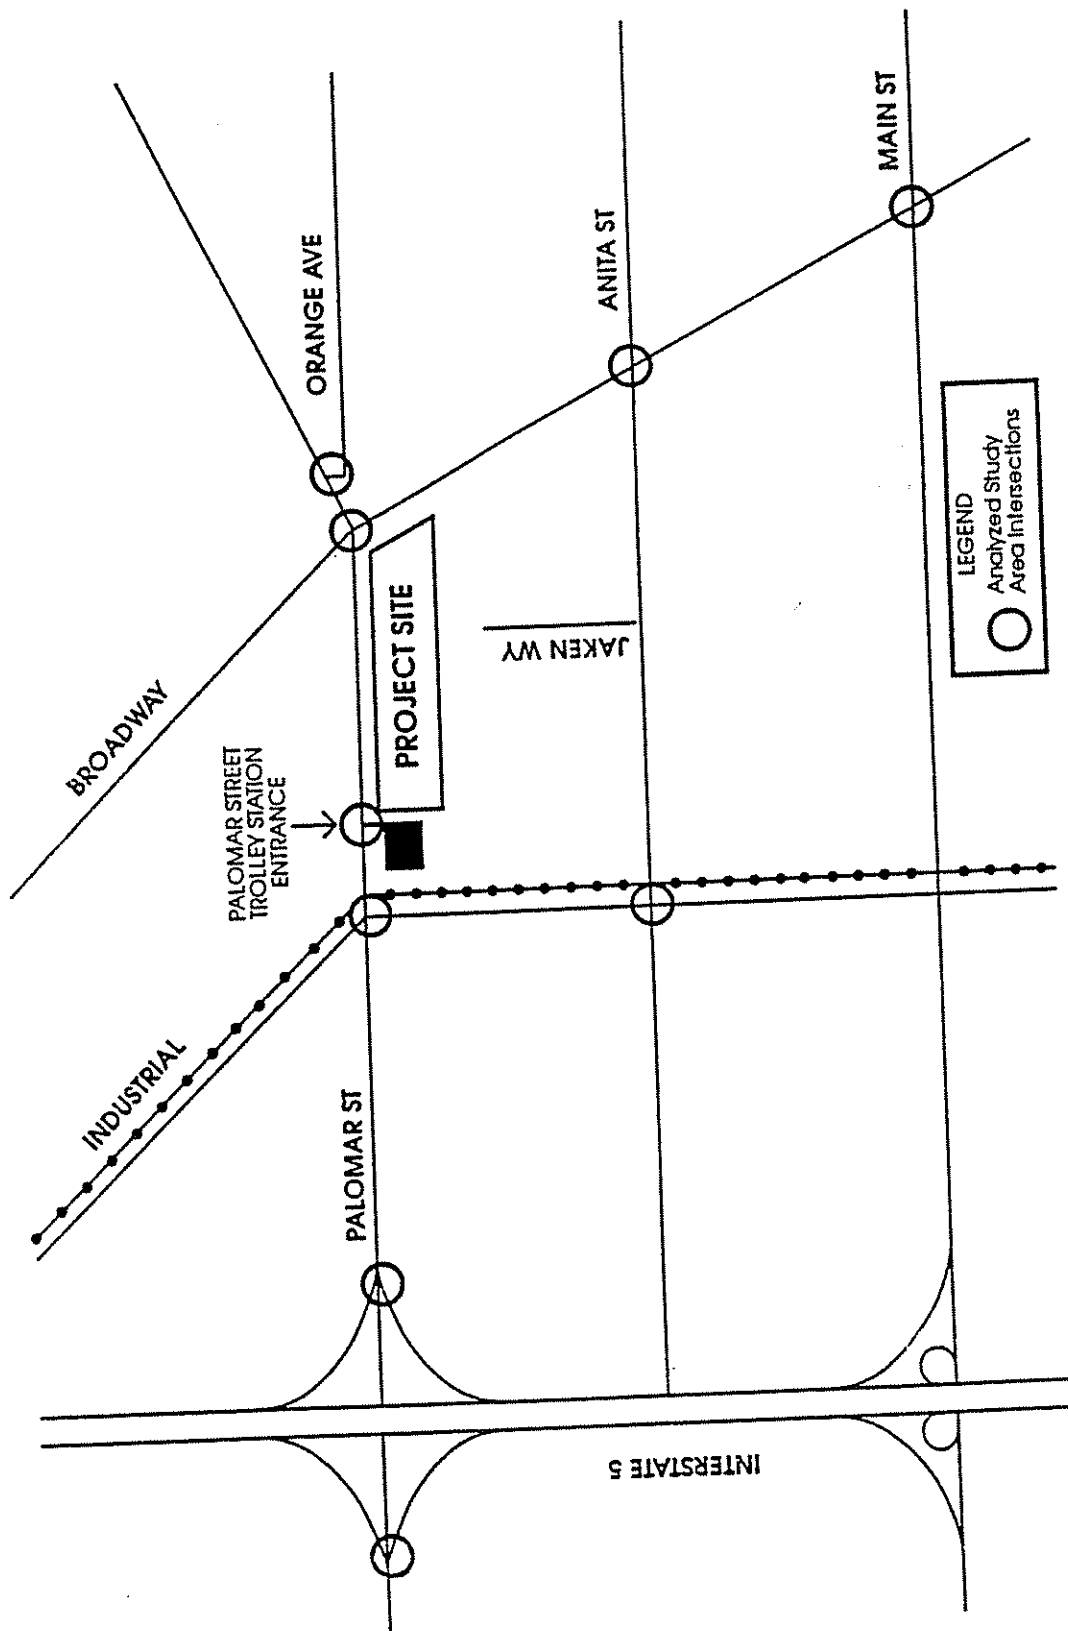 ORANGE AVE
ANITA ST
MAIN ST
BROADWAY
PALOMAR STREET
TROLLEY STATION
ENTRANCE
PROJECT SITE
JAKEN WY
INDUSTRIAL
PALOMAR ST
INTERSTATE 5
LEGEND
Analyzed Study
Area Intersections